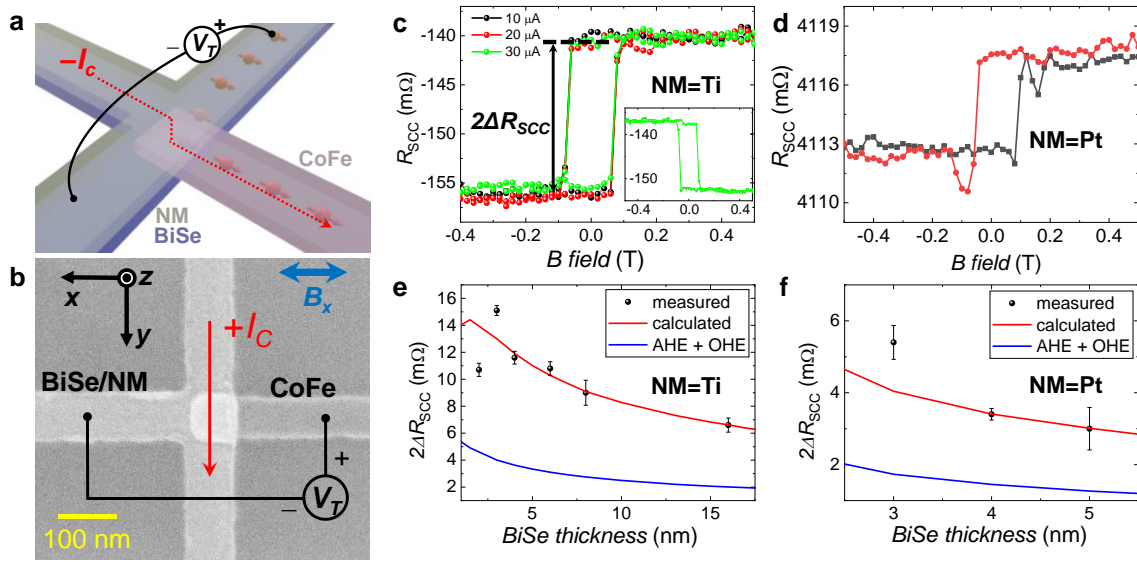 a
+
−
V_T
−I_c
CoFe
NM
BiSe
b
z
x
y
B_x
+I_C
BiSe/NM
CoFe
+
−
V_T
100 nm
c
10 μA
20 μA
30 μA
NM=Ti
2ΔR_SCC
R_SCC (mΩ)
-140
-145
-150
-155
-140
-150
-0.5
0.0
0.5
-0.4
-0.2
0.0
0.2
0.4
B field (T)
d
NM=Pt
R_SCC (mΩ)
4119
4116
4113
4110
-0.4
0.0
0.4
B field (T)
e
measured
calculated
AHE + OHE
NM=Ti
2ΔR_SCC (mΩ)
16
14
12
10
8
6
4
2
5
10
15
BiSe thickness (nm)
f
measured
calculated
AHE + OHE
NM=Pt
2ΔR_SCC (mΩ)
6
4
2
3
4
5
BiSe thickness (nm)